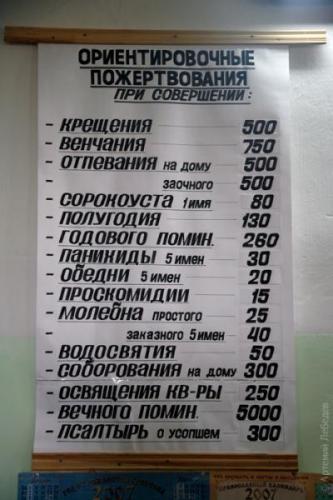 ОРИЕНТИРОВОЧНЫЕ
ПОЖЕРТВОВАНИЯ
ПРИ СОВЕРШЕНИИ:
- КРЕЩЕНИЯ 500
- ВЕНЧАНИЯ 750
- ОТПЕВАНИЯ на дому 500
- заочного 500
- СОРОКОУСТА 1 имя 80
- ПОЛУГОДИЯ 130
- ГОДОВОГО ПОМИН. 260
- ПАНИХИДЫ 5 имен 30
- ОБЕДНИ 5 имен 20
- ПРОСКОМИДИИ 15
- МОЛЕБНА простого 25
- заказного 5 имен 40
- ВОДОСВЯТИЯ 50
- СОБОРОВАНИЯ на дому 300
- ОСВЯЩЕНИЯ КВ-РЫ 250
- ВЕЧНОГО ПОМИН. 5000
- ПСАЛТЫРЬ о усопшем 300
2007
2007